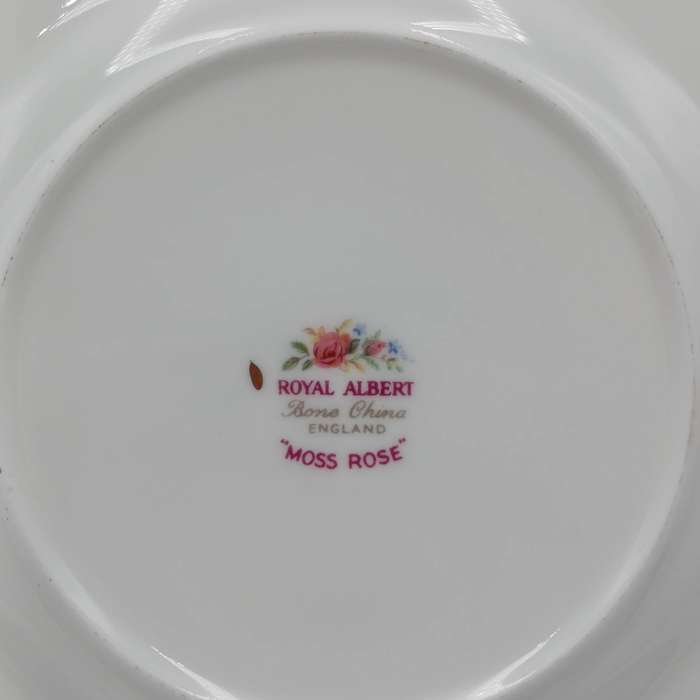 ROYAL ALBERT
Bone China
ENGLAND
"MOSS ROSE"